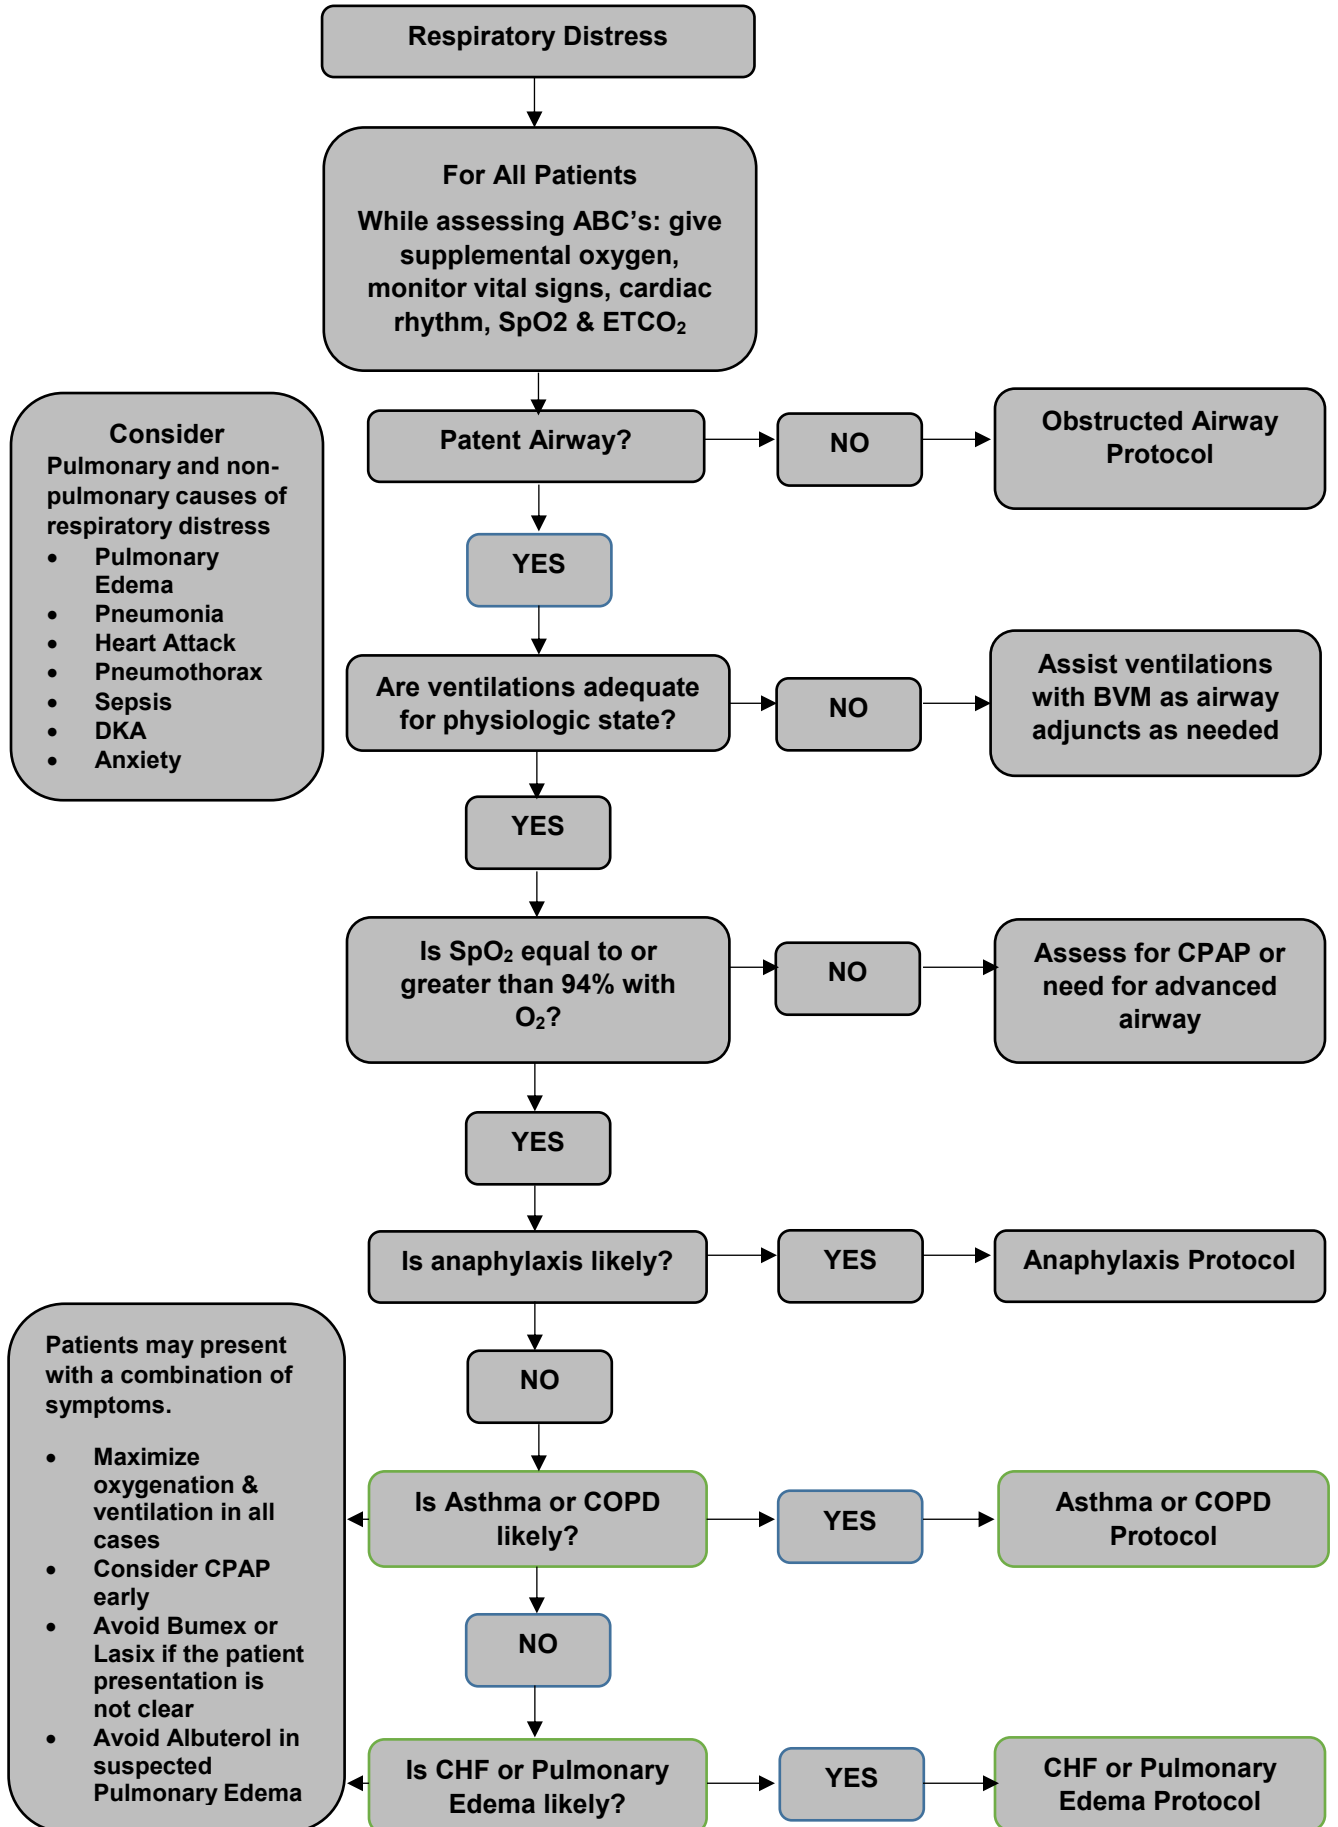 Respiratory Distress
For All Patients
While assessing ABC’s: give
supplemental oxygen,
monitor vital signs, cardiac
rhythm, SpO2 & ETCO₂
Patent Airway?
NO
Obstructed Airway
Protocol
Consider
Pulmonary and non-
pulmonary causes of
respiratory distress
• Pulmonary
Edema
• Pneumonia
• Heart Attack
• Pneumothorax
• Sepsis
• DKA
• Anxiety
YES
Are ventilations adequate
for physiologic state?
NO
Assist ventilations
with BVM as airway
adjuncts as needed
YES
Is SpO₂ equal to or
greater than 94% with
O₂?
NO
Assess for CPAP or
need for advanced
airway
YES
Is anaphylaxis likely?
YES
Anaphylaxis Protocol
NO
Patients may present
with a combination of
symptoms.
• Maximize
oxygenation &
ventilation in all
cases
• Consider CPAP
early
• Avoid Bumex or
Lasix if the patient
presentation is
not clear
• Avoid Albuterol in
suspected
Pulmonary Edema
Is Asthma or COPD
likely?
YES
Asthma or COPD
Protocol
NO
Is CHF or Pulmonary
Edema likely?
YES
CHF or Pulmonary
Edema Protocol